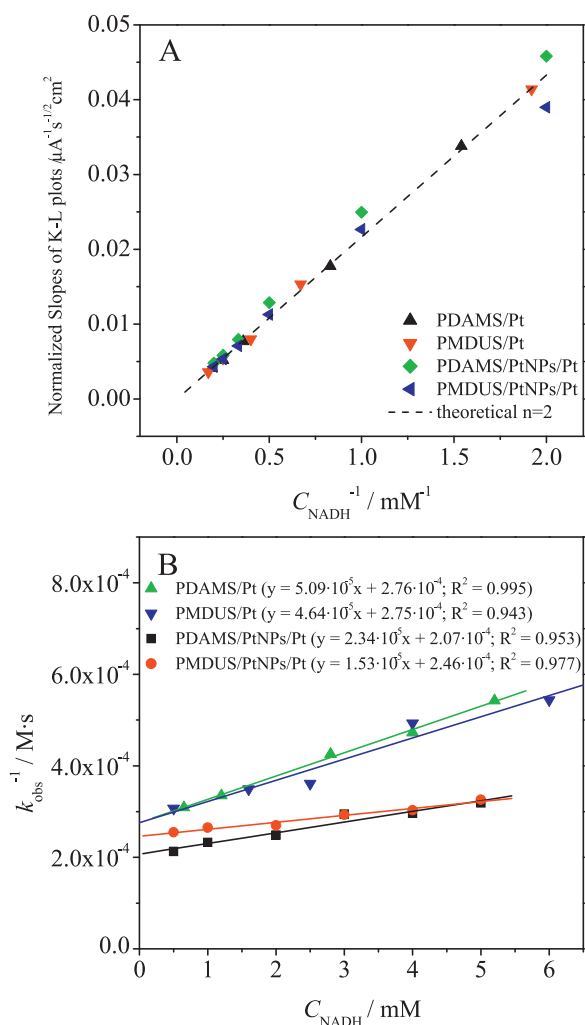 A
0.05
0.04
0.03
0.02
0.01
0.00
Normalized Slopes of K-L plots /µA⁻¹ s⁻¹/² cm²
PDAMS/Pt
PMDUS/Pt
PDAMS/PtNPs/Pt
PMDUS/PtNPs/Pt
theoretical n=2
0.0 0.5 1.0 1.5 2.0
C_NADH⁻¹ / mM⁻¹
B
8.0x10⁻⁴
6.0x10⁻⁴
4.0x10⁻⁴
2.0x10⁻⁴
0.0
k_obs⁻¹ / M·s
PDAMS/Pt (y = 5.09·10⁻⁵x + 2.76·10⁻⁴; R² = 0.995)
PMDUS/Pt (y = 4.64·10⁻⁵x + 2.75·10⁻⁴; R² = 0.943)
PDAMS/PtNPs/Pt (y = 2.34·10⁻⁵x + 2.07·10⁻⁴; R² = 0.953)
PMDUS/PtNPs/Pt (y = 1.53·10⁻⁵x + 2.46·10⁻⁴; R² = 0.977)
0 1 2 3 4 5 6
C_NADH / mM